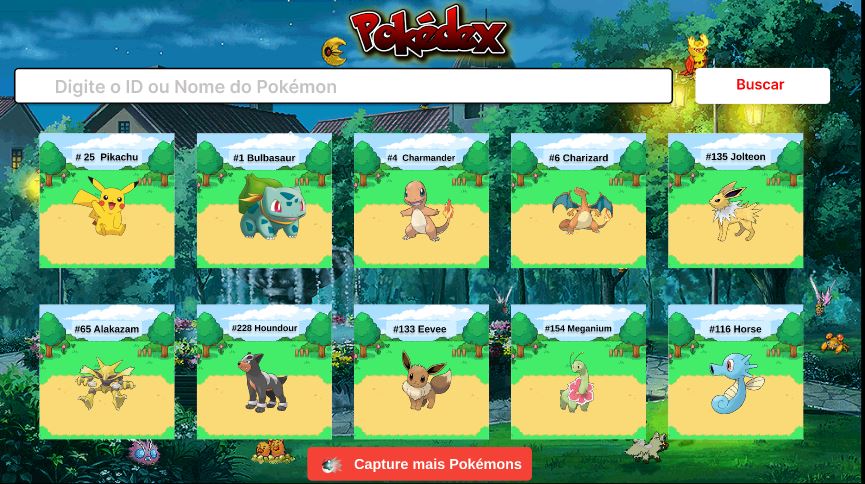 Pokédex
Digite o ID ou Nome do Pokémon
Buscar
# 25 Pikachu
#1 Bulbasaur
#4 Charmander
#6 Charizard
#135 Jolteon
#65 Alakazam
#228 Houndour
#133 Eevee
#154 Meganium
#116 Horse
Capture mais Pokémons